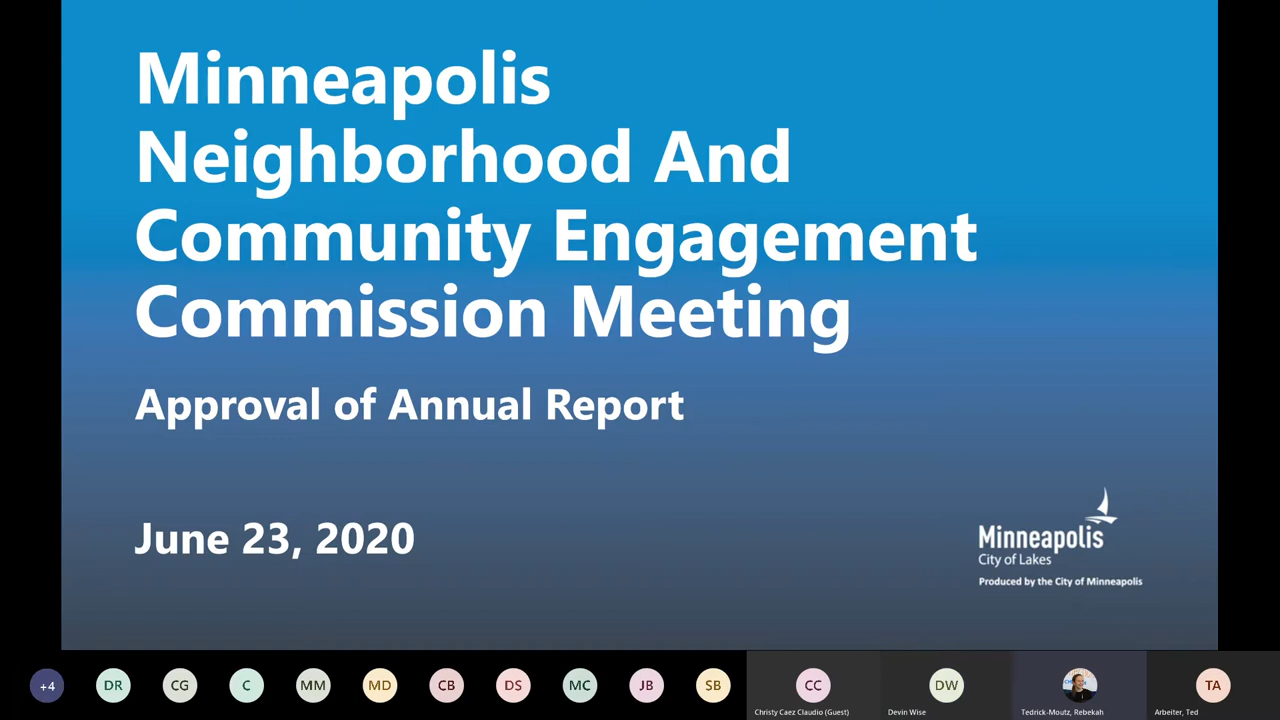 Minneapolis
Neighborhood And
Community Engagement
Commission Meeting
Approval of Annual Report
June 23, 2020
Minneapolis
City of Lakes
Produced by the City of Minneapolis
+4
DR
CG
C
MM
MD
CB
DS
MC
JB
SB
CC
DW
TA
Christy Caez Claudio (Guest)
Devin Wise
Tedrick-Moutz, Rebekah
Arbeiter, Ted